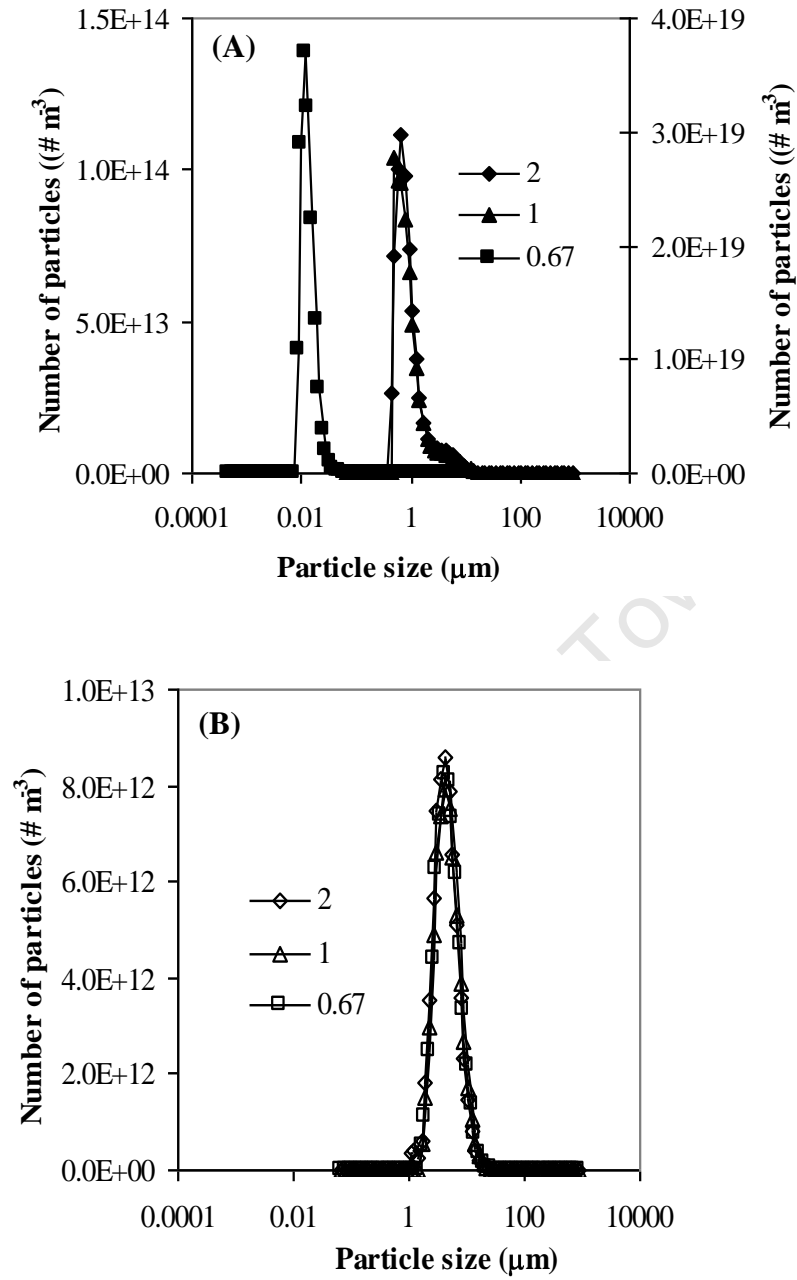 (A)
1.5E+14
1.0E+14
5.0E+13
0.0E+00
Number of particles ((# m-3)
4.0E+19
3.0E+19
2.0E+19
1.0E+19
0.0E+00
Number of particles (# m-3)
2
1
0.67
0.0001 0.01 1 100 10000
Particle size (μm)
Tow
(B)
1.0E+13
8.0E+12
6.0E+12
4.0E+12
2.0E+12
0.0E+00
Number of particles (# m-3)
2
1
0.67
0.0001 0.01 1 100 10000
Particle size (μm)